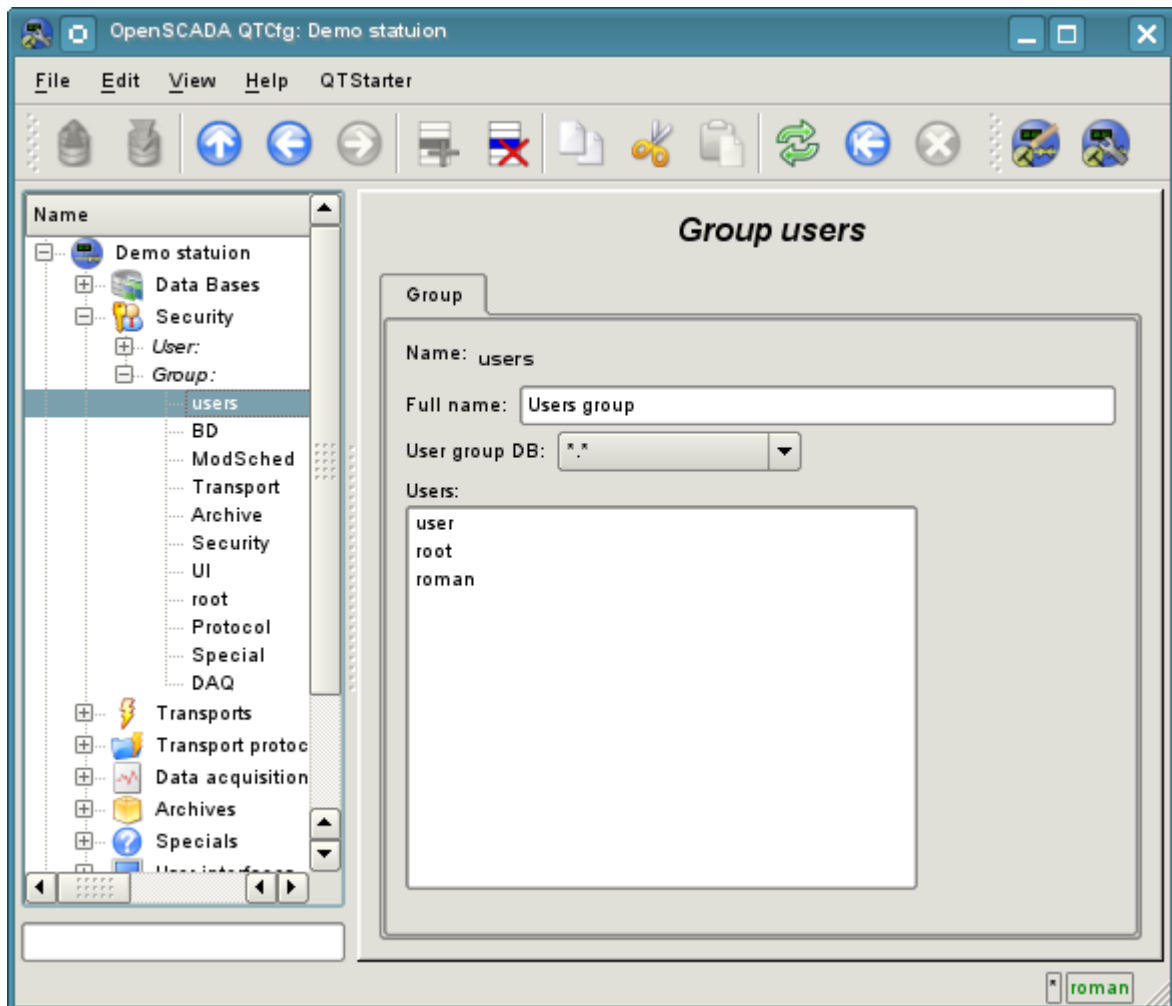 OpenSCADA QTCfg: Demo statuion
File Edit View Help QTStarter
Name
Demo statuion
Data Bases
Security
User:
Group:
users
BD
ModSched
Transport
Archive
Security
UI
root
Protocol
Special
DAQ
Transports
Transport protoc
Data acquisition
Archives
Specials
User interfaces
Group users
Group
Name: users
Full name: Users group
User group DB: *.*
Users:
user
root
roman
* roman